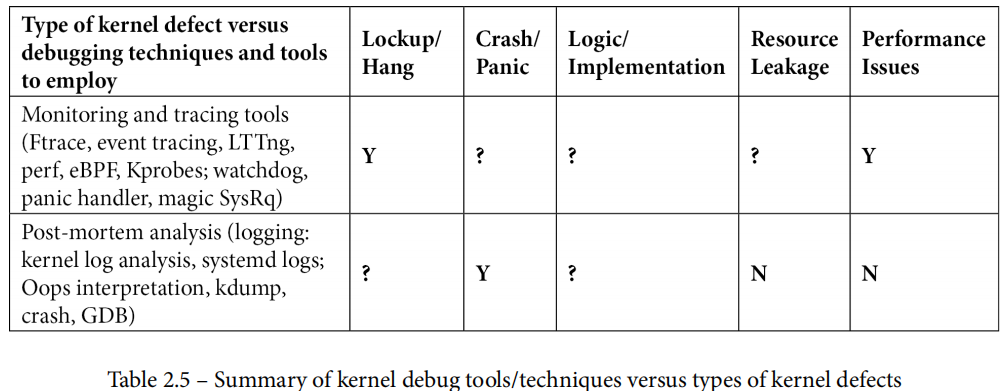 Type of kernel defect versus
debugging techniques and tools
to employ
Lockup/
Hang
Crash/
Panic
Logic/
Implementation
Resource
Leakage
Performance
Issues
Monitoring and tracing tools
(Ftrace, event tracing, LTTng,
perf, eBPF, Kprobes; watchdog,
panic handler, magic SysRq)
Y
?
?
?
Y
Post-mortem analysis (logging:
kernel log analysis, systemd logs;
Oops interpretation, kdump,
crash, GDB)
?
Y
?
N
N
Table 2.5 – Summary of kernel debug tools/techniques versus types of kernel defects